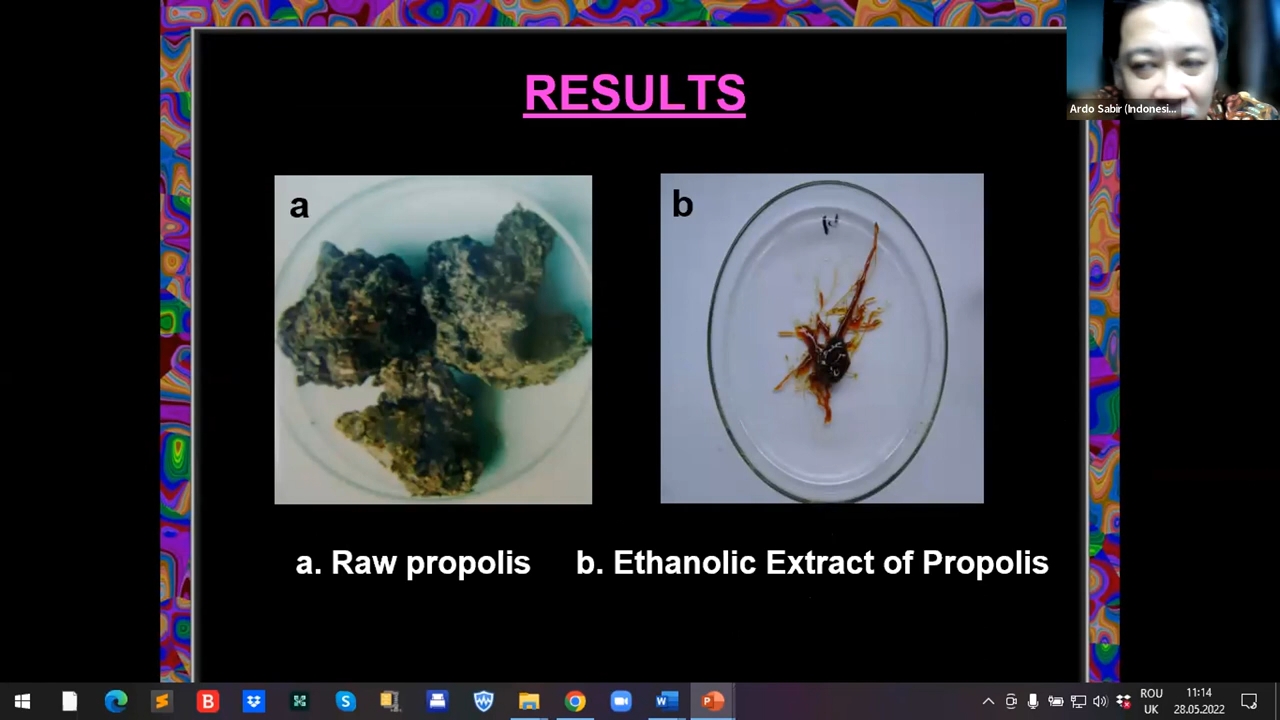 RESULTS
Ardo Sabir (Indonesi...
a
b
a. Raw propolis
b. Ethanolic Extract of Propolis
ROU
UK
11:14
28.05.2022